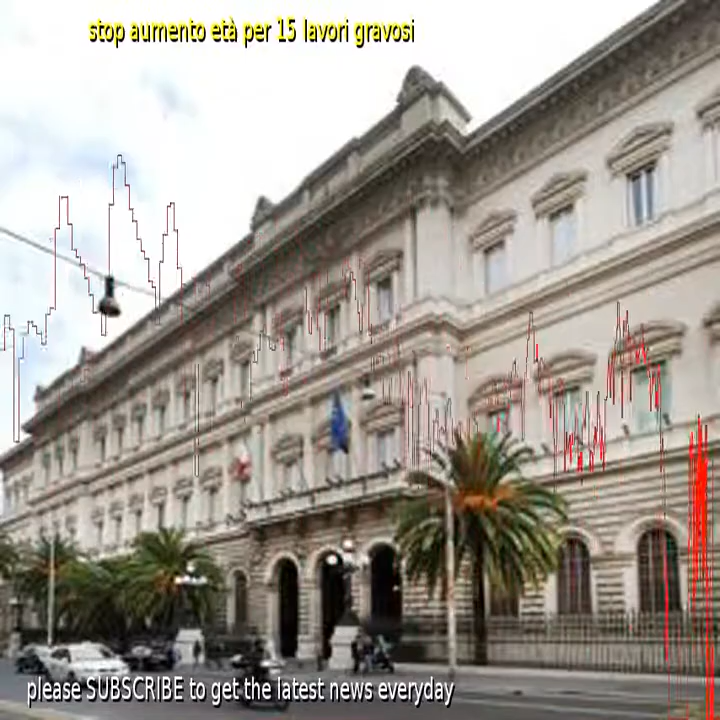 stop aumento età per 15 lavori gravosi
please SUBSCRIBE to get the latest news everyday